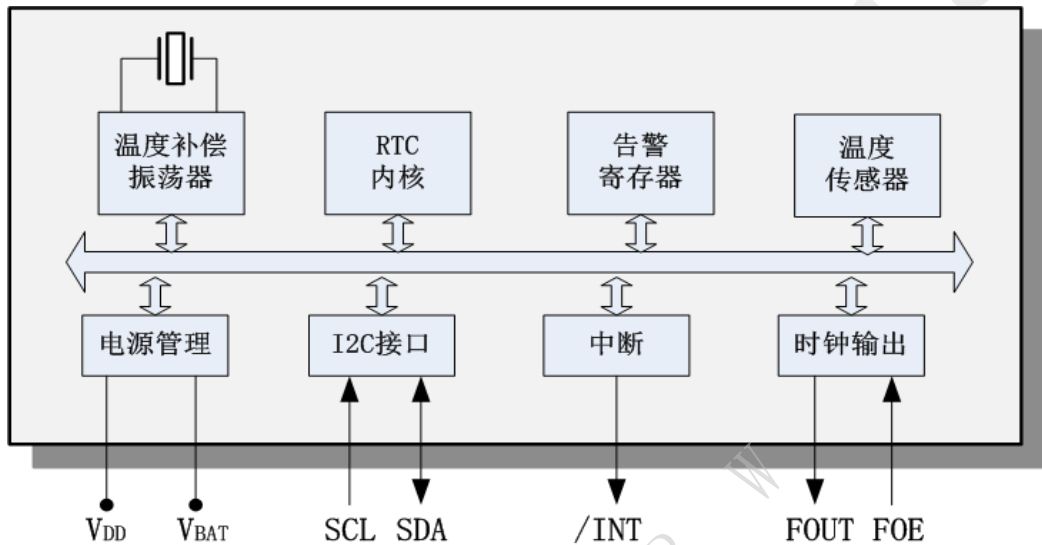 温度补偿
振荡器
RTC
内核
告警
寄存器
温度
传感器
电源管理
I2C接口
中断
时钟输出
VDD
VBAT
SCL
SDA
/INT
FOUT
FOE
W